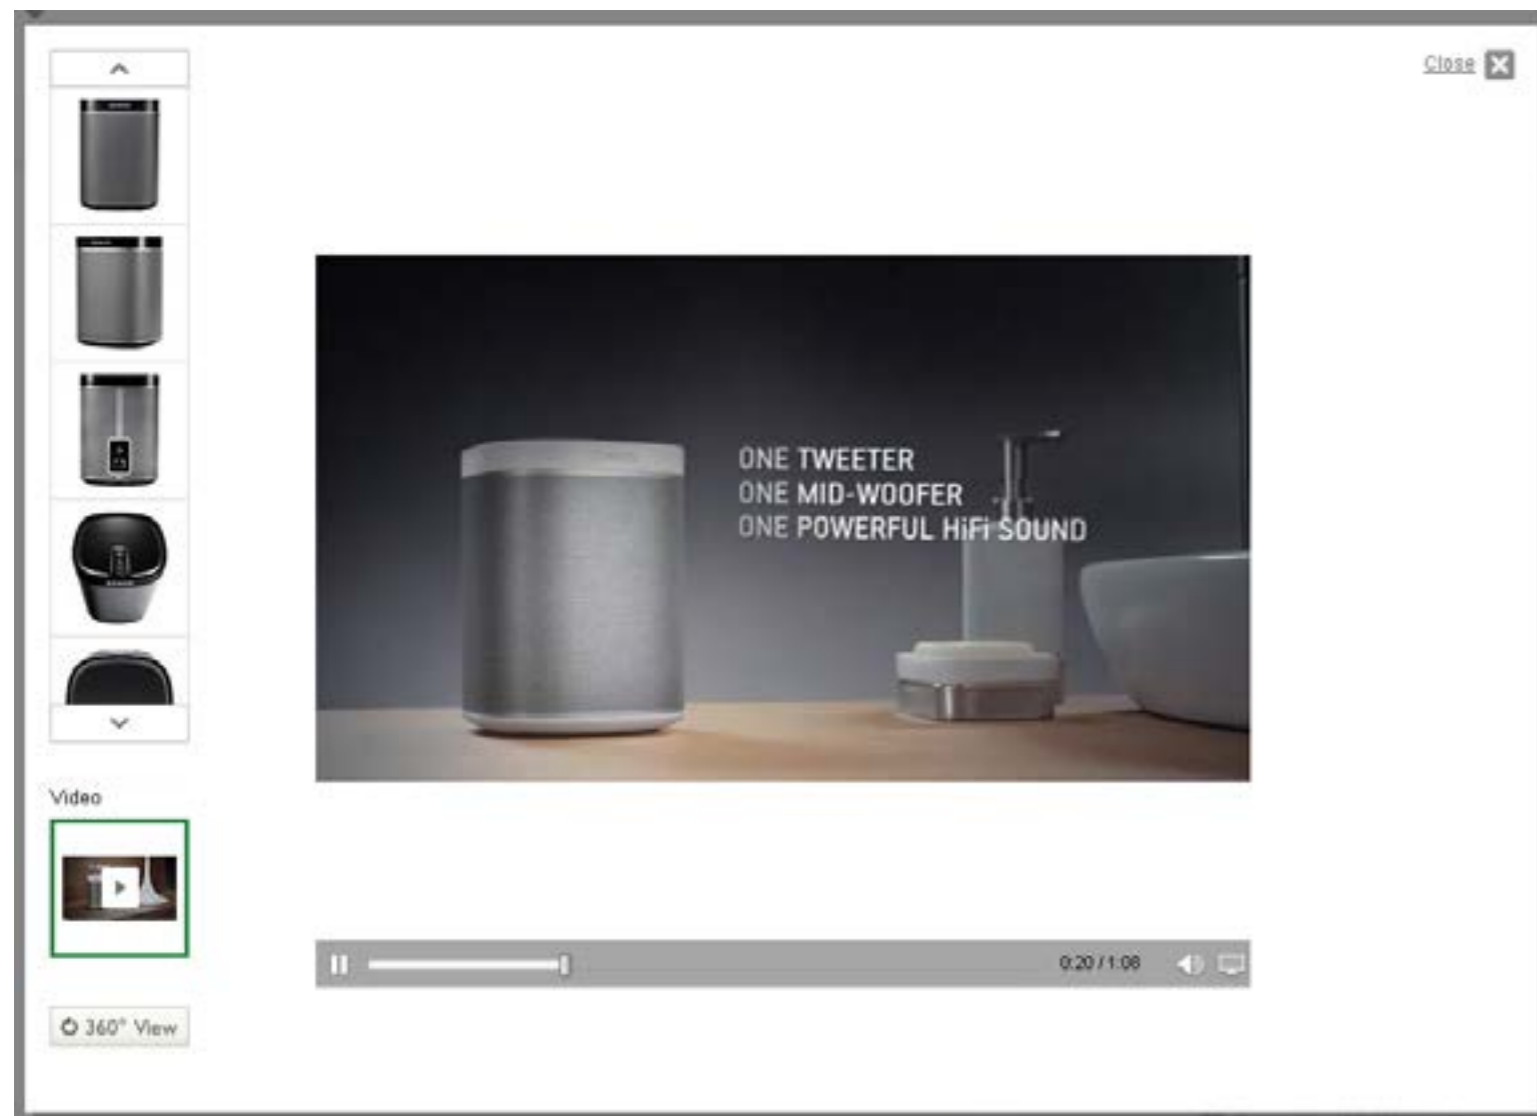 Close
ONE TWEETER
ONE MID-WOOFER
ONE POWERFUL HiFi SOUND
Video
0:20 / 1:08
360° View